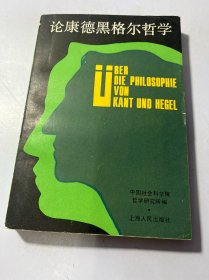 论康德黑格尔哲学
ÜBER
DIE PHILOSOPHIE
VON
KANT UND HEGEL
中国社会科学院
哲学研究所编
上海人民出版社